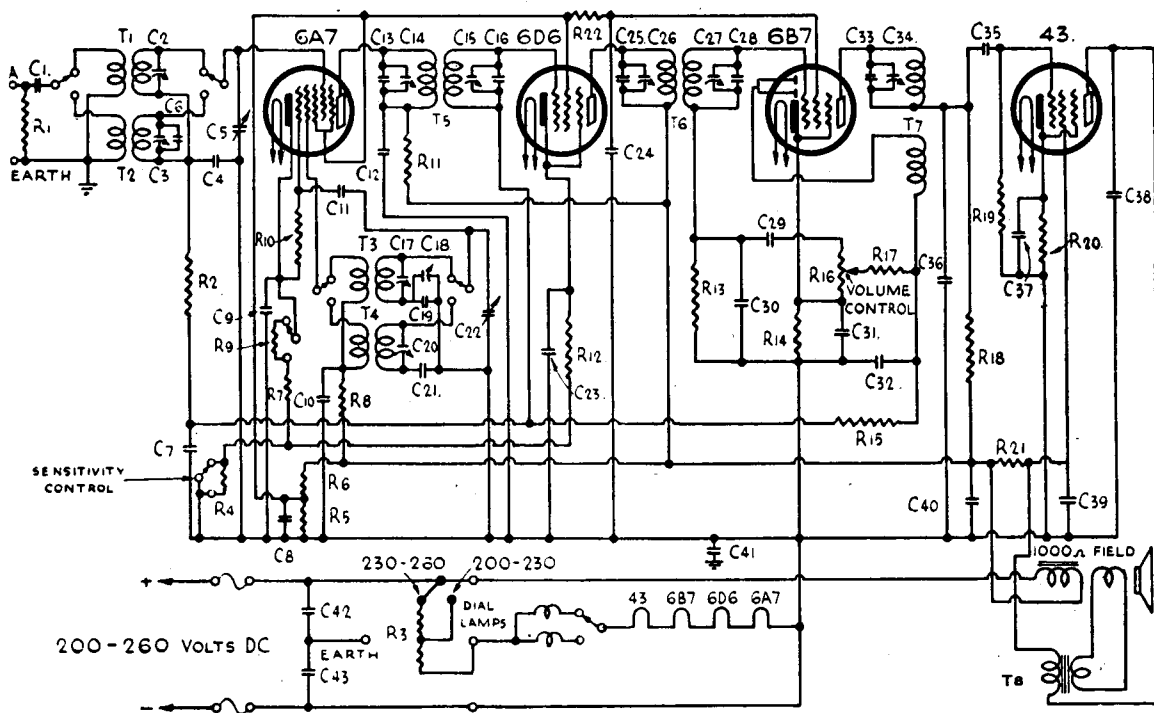 T1 C2 6A7 C13 C14 C15 C16 6D6 R22 C25 C26 C27 C28 6B7 C33 C34. C35 43.
A C1. C6 C5
R1 T5 T6 T7
EARTH T2 C3 C4 C12 R11 C24 C38
C11 R19
R10 T3 C17 C18 C29 R17 R20.
R2 R13 R16 C36
C30 VOLUME CONTROL C37
C9 C19 C22
R9 T4 C20 R12 R14 C31. R18
C21. C23. C32.
R7 C10 R8
R15
C7 R21
SENSITIVITY CONTROL R6
R4 R5 C40 C39
C8 C41 1000Ω FIELD
230-260 200-230
+ 43 6B7 6D6 6A7
C42 R3 DIAL LAMPS
200-260 VOLTS DC EARTH
C43 T8
-